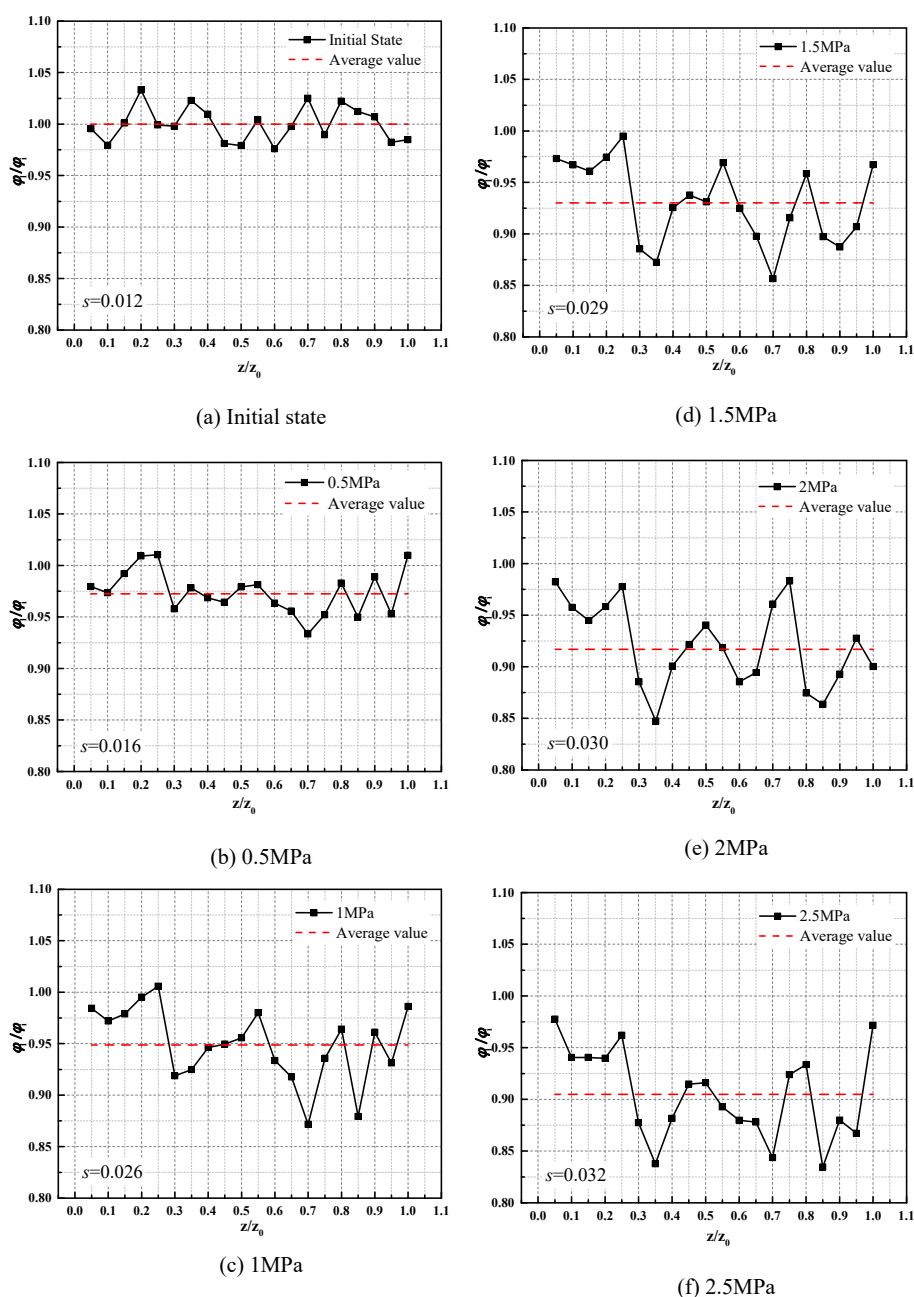 1.10
1.05
1.00
0.95
0.90
0.85
0.80
φᵢ/φ̄ᵢ
Initial State
Average value
s=0.012
0.0 0.1 0.2 0.3 0.4 0.5 0.6 0.7 0.8 0.9 1.0 1.1
z/z₀
(a) Initial state
1.10
1.05
1.00
0.95
0.90
0.85
0.80
1.5MPa
Average value
s=0.029
0.0 0.1 0.2 0.3 0.4 0.5 0.6 0.7 0.8 0.9 1.0 1.1
z/z₀
(d) 1.5MPa
1.10
1.05
1.00
0.95
0.90
0.85
0.80
0.5MPa
Average value
s=0.016
0.0 0.1 0.2 0.3 0.4 0.5 0.6 0.7 0.8 0.9 1.0 1.1
z/z₀
(b) 0.5MPa
1.10
1.05
1.00
0.95
0.90
0.85
0.80
2MPa
Average value
s=0.030
0.0 0.1 0.2 0.3 0.4 0.5 0.6 0.7 0.8 0.9 1.0 1.1
z/z₀
(e) 2MPa
1.10
1.05
1.00
0.95
0.90
0.85
0.80
1MPa
Average value
s=0.026
0.0 0.1 0.2 0.3 0.4 0.5 0.6 0.7 0.8 0.9 1.0 1.1
z/z₀
(c) 1MPa
1.10
1.05
1.00
0.95
0.90
0.85
0.80
2.5MPa
Average value
s=0.032
0.0 0.1 0.2 0.3 0.4 0.5 0.6 0.7 0.8 0.9 1.0 1.1
z/z₀
(f) 2.5MPa